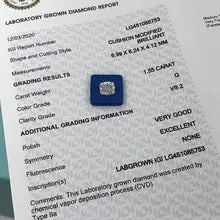 LABORATORY GROWN DIAMOND REPORT
12/03/2020
IGI Report Number LG451085753
Shape and Cutting CUSHION MODIFIED
BRILLIANT
Measurements 6.99 X 6.24 X 4.12 MM
GRADING RESULTS
Carat Weight 1.55 CARAT
Color Grade G
Clarity Grade VS 2
ADDITIONAL GRADING INFORMATION
Polish VERY GOOD
Symmetry EXCELLENT
Fluorescence NONE
Inscription(s) LABGROWN IGI LG451085753
Comments: This Laboratory grown diamond was created by
chemical vapor deposition process (CVD)
Type IIa